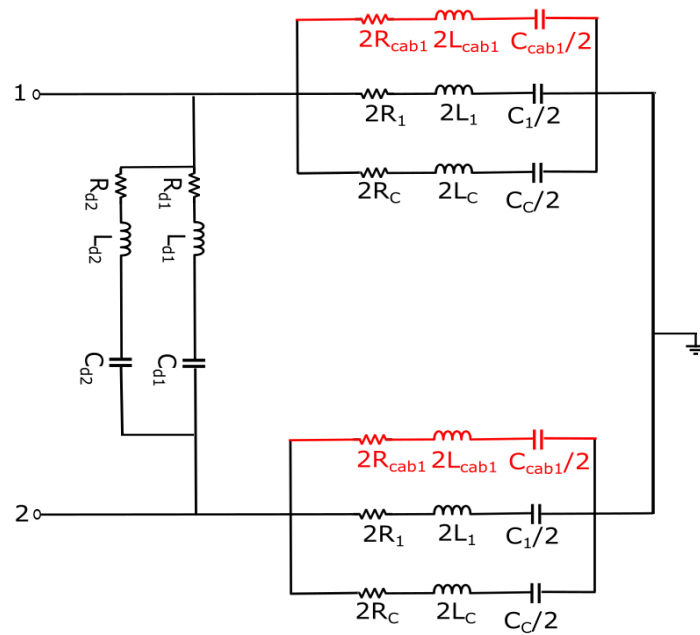 2R_cab1 2L_cab1 C_cab1/2
1
2R_1 2L_1 C_1/2
2R_C 2L_C C_C/2
R_d2 R_d1
L_d2 L_d1
C_d2 C_d1
2R_cab1 2L_cab1 C_cab1/2
2
2R_1 2L_1 C_1/2
2R_C 2L_C C_C/2